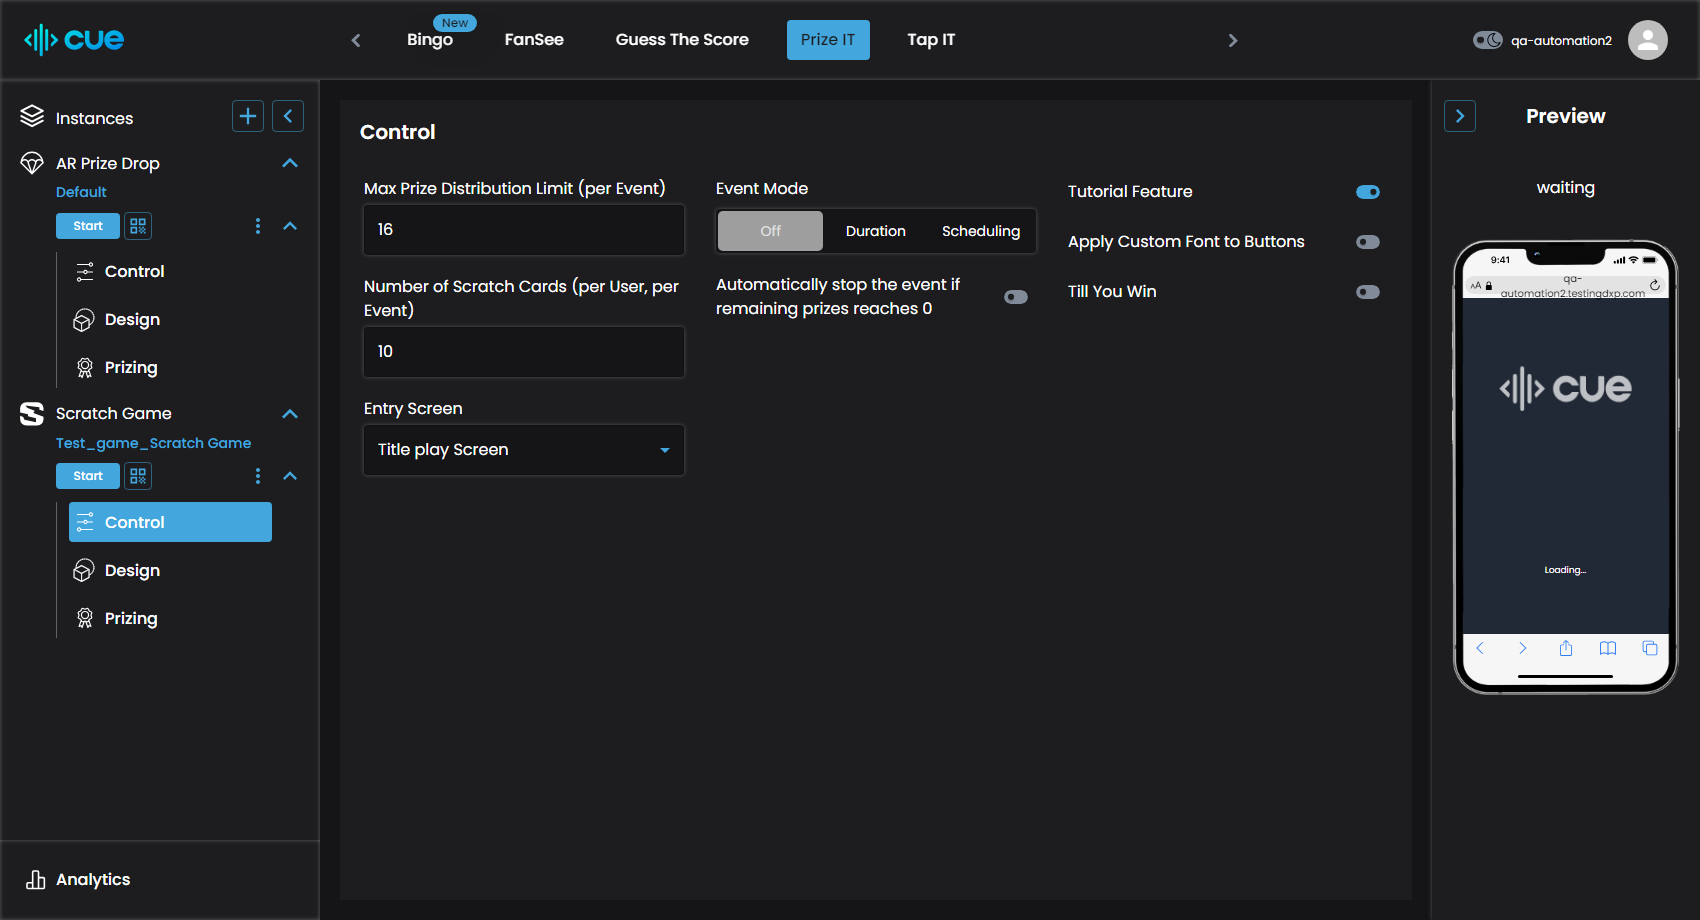 cue
New
Bingo
FanSee
Guess The Score
Prize IT
Tap IT
qa-automation2
Instances
AR Prize Drop
Default
Start
Control
Design
Prizing
Scratch Game
Test_game_Scratch Game
Start
Control
Design
Prizing
Analytics
Control
Max Prize Distribution Limit (per Event)
16
Number of Scratch Cards (per User, per
Event)
10
Entry Screen
Title play Screen
Event Mode
Off
Duration
Scheduling
Automatically stop the event if
remaining prizes reaches 0
Tutorial Feature
Apply Custom Font to Buttons
Till You Win
Preview
waiting
9:41
AA
qa-
automation2.testingdxp.com
cue
Loading...